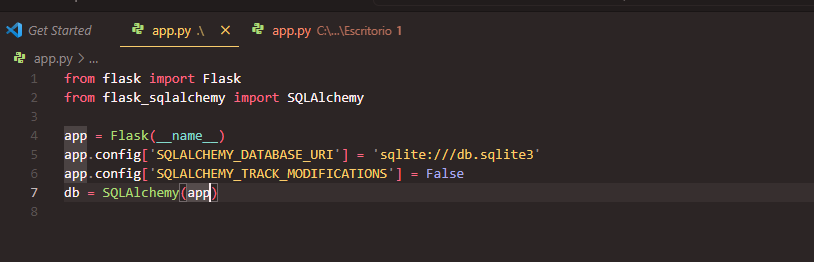 Get Started app.py .\ × app.py C:\...\Escritorio 1
app.py > ...
1 from flask import Flask
2 from flask_sqlalchemy import SQLAlchemy
3
4 app = Flask(__name__)
5 app.config['SQLALCHEMY_DATABASE_URI'] = 'sqlite:///db.sqlite3'
6 app.config['SQLALCHEMY_TRACK_MODIFICATIONS'] = False
7 db = SQLAlchemy(app)
8